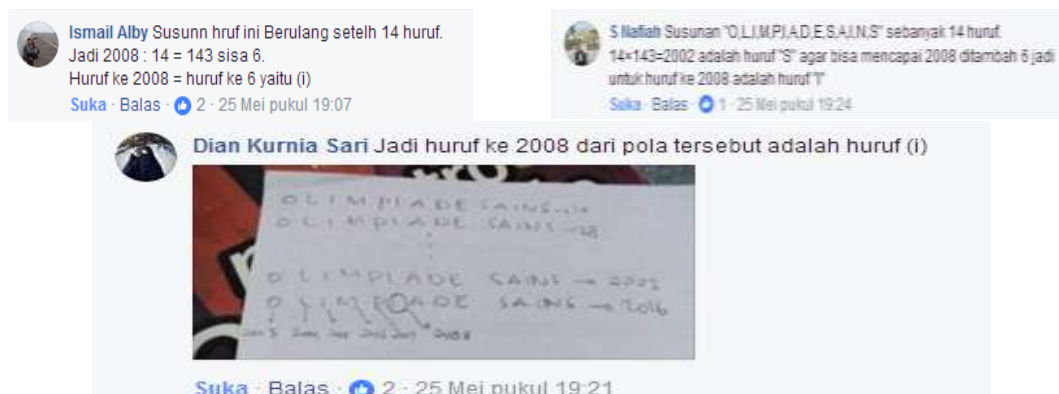 Ismail Alby Susunn hruf ini Berulang setelh 14 huruf.
Jadi 2008 : 14 = 143 sisa 6.
Huruf ke 2008 = huruf ke 6 yaitu (i)
Suka · Balas · 2 · 25 Mei pukul 19:07
S Nafiah Susunan "O,L,I,M,P,I,A,D,E,S,A,I,N,S" sebanyak 14 huruf.
14×143=2002 adalah huruf "S" agar bisa mencapai 2008 ditambah 6 jadi
untuk huruf ke 2008 adalah huruf "I"
Suka · Balas · 1 · 25 Mei pukul 19:24
Dian Kurnia Sari Jadi huruf ke 2008 dari pola tersebut adalah huruf (i)
OLIMPIADE SAINS
OLIMPIADE SAINS → 28
OLIMPIADE SAINS → 2002
OLIMPIADE SAINS → 2016
2008
Suka · Balas · 2 · 25 Mei pukul 19:21